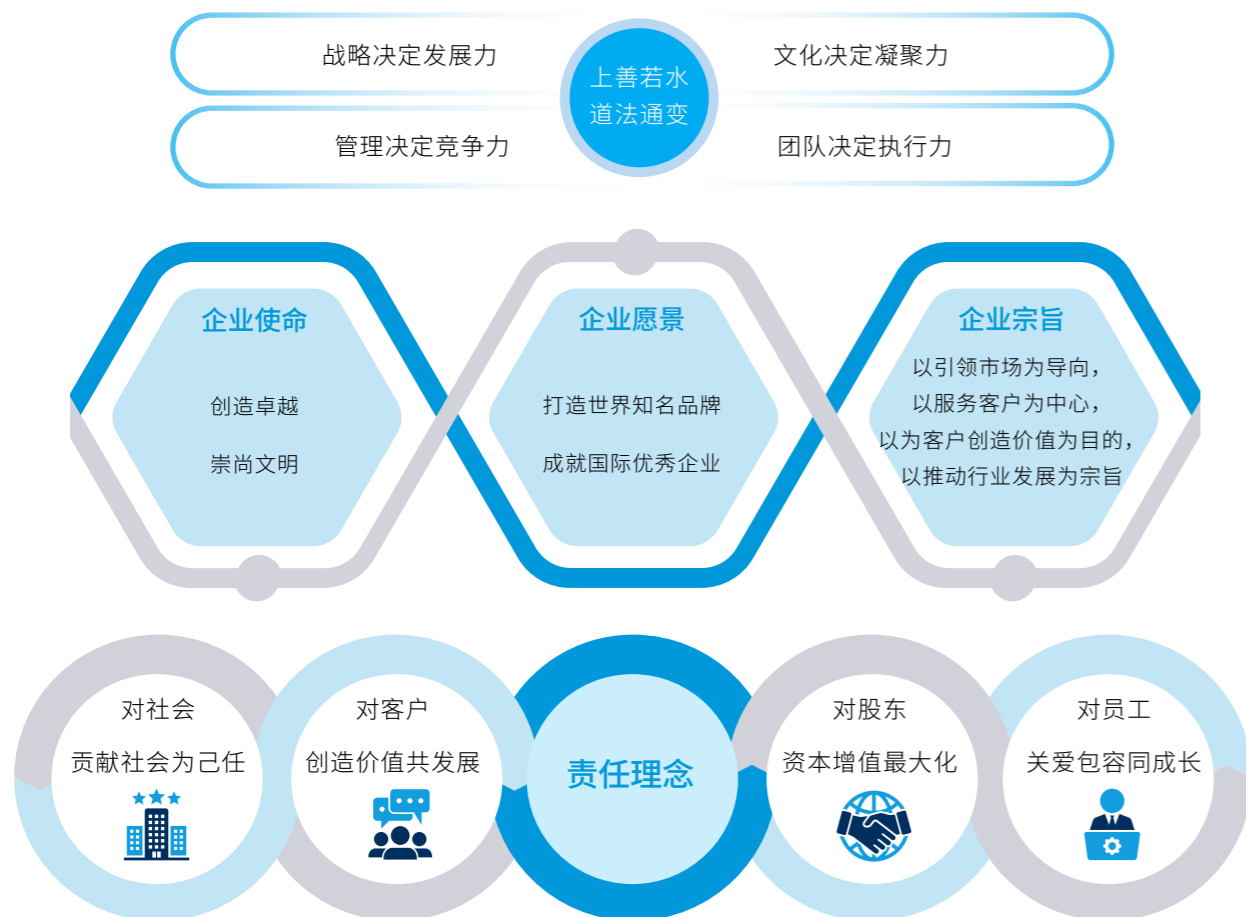 战略决定发展力
文化决定凝聚力
上善若水
道法通变
管理决定竞争力
团队决定执行力
企业使命
创造卓越
崇尚文明
企业愿景
打造世界知名品牌
成就国际优秀企业
企业宗旨
以引领市场为导向，
以服务客户为中心，
以为客户创造价值为目的，
以推动行业发展为宗旨
对社会
贡献社会为己任
对客户
创造价值共发展
责任理念
对股东
资本增值最大化
对员工
关爱包容同成长